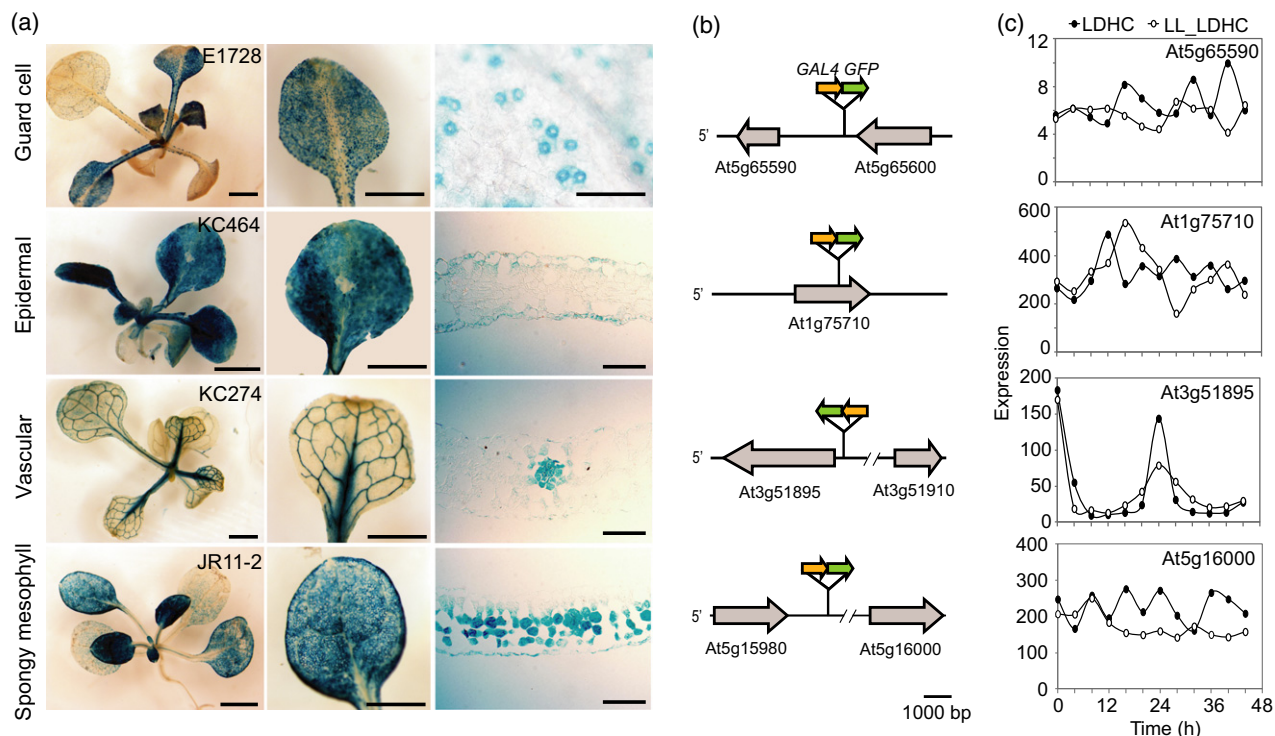 (a)
Guard cell
E1728
Epidermal
KC464
Vascular
KC274
Spongy mesophyll
JR11-2
(b)
GAL4 GFP
5'
At5g65590 At5g65600
5'
At1g75710
5'
At3g51895 At3g51910
5'
At5g15980 At5g16000
1000 bp
(c)
LDHC LL_LDHC
At5g65590
12
8
4
0
At1g75710
600
400
200
0
Expression
At3g51895
200
150
100
50
0
At5g16000
400
300
200
100
0
0 12 24 36 48
Time (h)